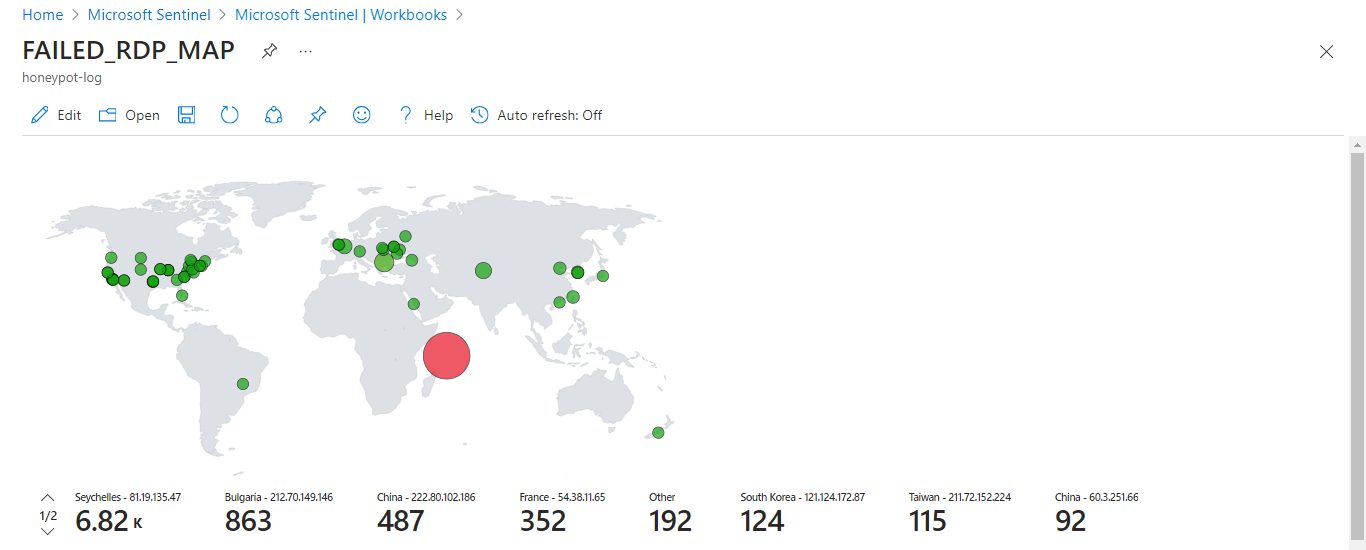 Home > Microsoft Sentinel > Microsoft Sentinel | Workbooks >
FAILED_RDP_MAP ...
honeypot-log
Edit Open Help Auto refresh: Off
Seychelles - 81.19.135.47 Bulgaria - 212.70.149.146 China - 222.80.102.186 France - 54.38.11.65 Other South Korea - 121.124.172.87 Taiwan - 211.72.152.224 China - 60.3.251.66
1/2 6.82 K 863 487 352 192 124 115 92